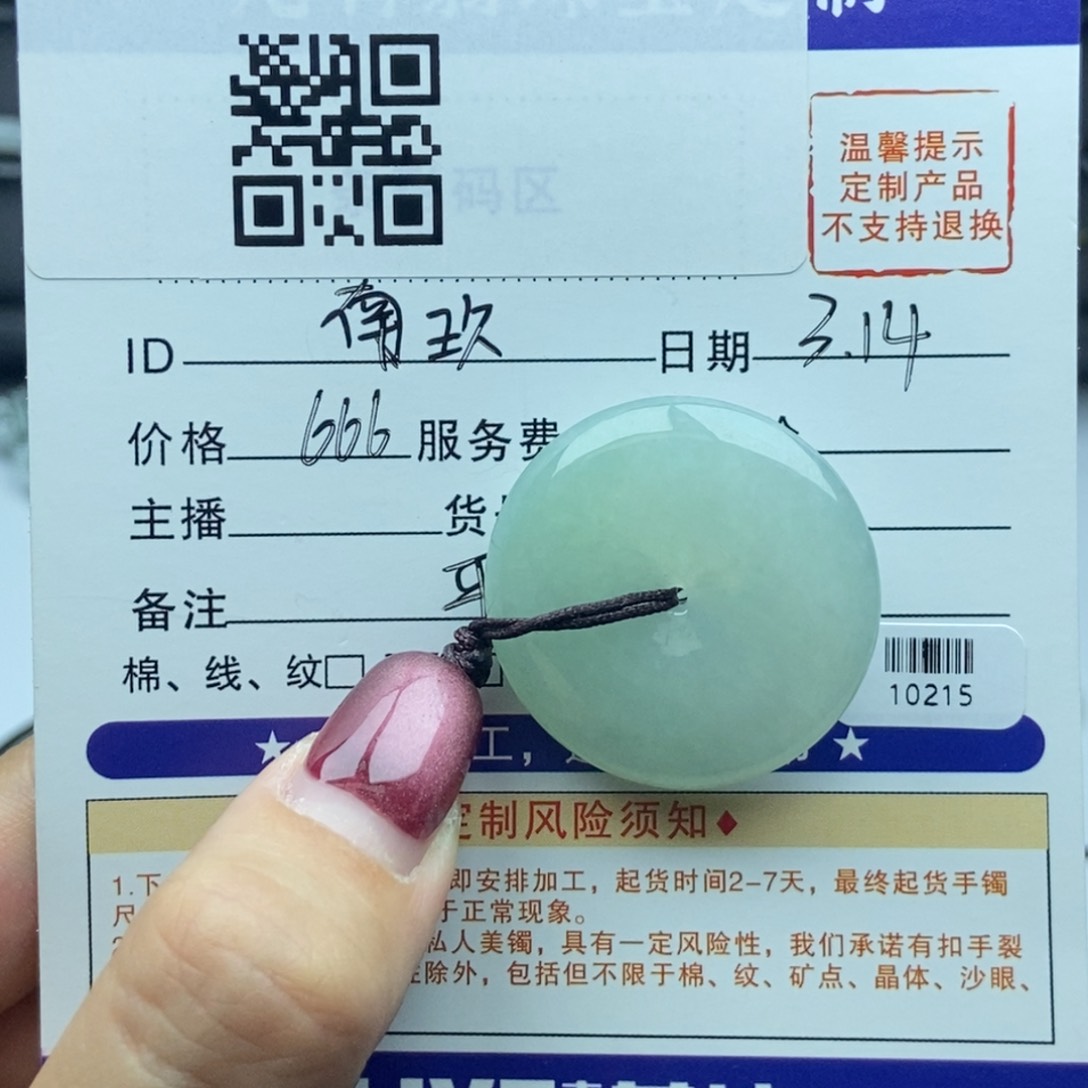 制
码区
温馨提示
定制产品
不支持退换
ID 南玖 日期 3.14
价格 666 服务费
主播 货
备注 平
棉、线、纹□
★ 工， ★
定制风险须知♦
1.下 即安排加工，起货时间2-7天，最终起货手镯
尺 于正常现象。
私人美镯，具有一定风险性，我们承诺有扣手裂
除外，包括但不限于棉、纹、矿点、晶体、沙眼、
10215